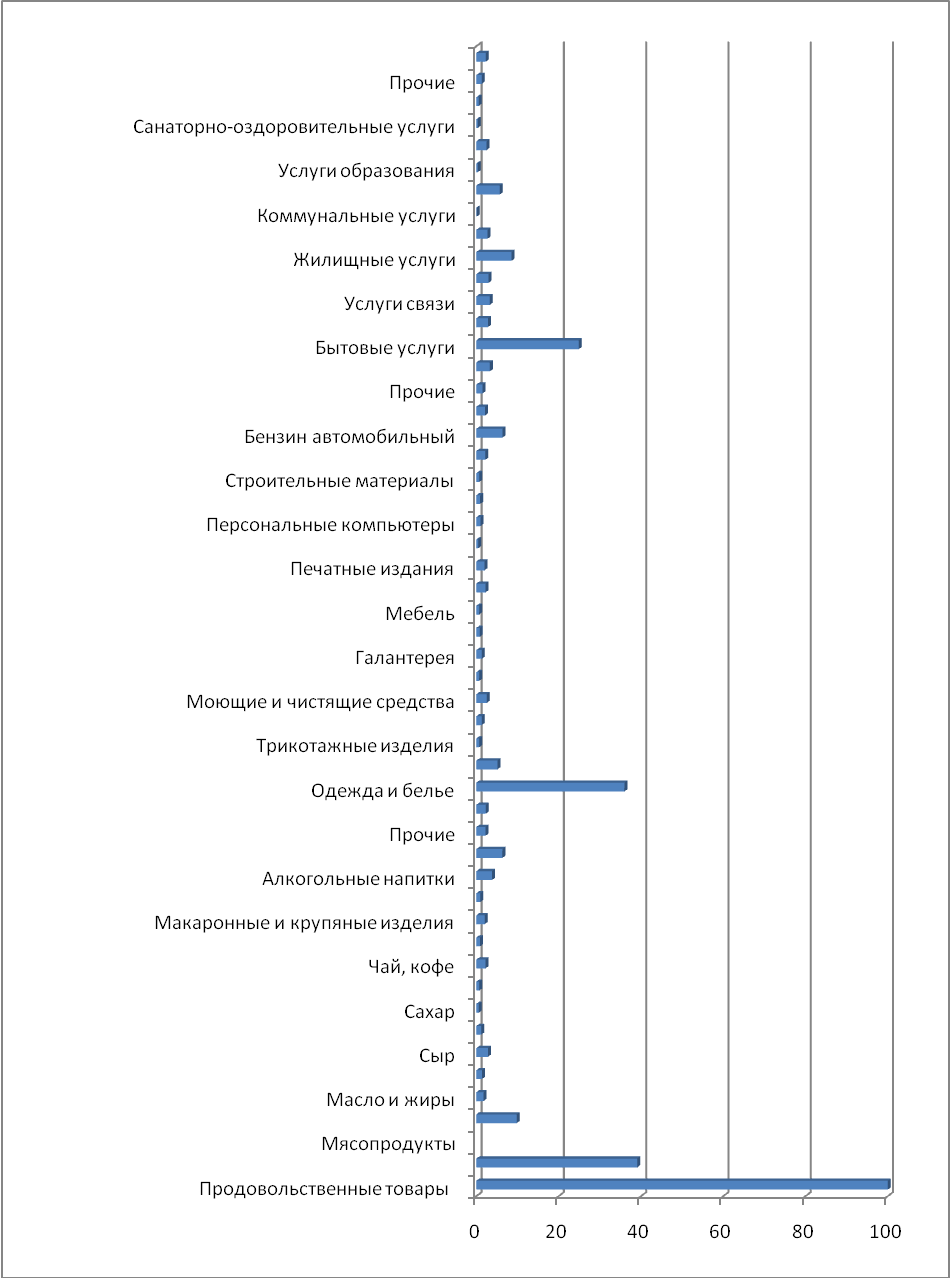 Прочие
Санаторно-оздоровительные услуги
Услуги образования
Коммунальные услуги
Жилищные услуги
Услуги связи
Бытовые услуги
Прочие
Бензин автомобильный
Строительные материалы
Персональные компьютеры
Печатные издания
Мебель
Галантерея
Моющие и чистящие средства
Трикотажные изделия
Одежда и белье
Прочие
Алкогольные напитки
Макаронные и крупяные изделия
Чай, кофе
Сахар
Сыр
Масло и жиры
Мясопродукты
Продовольственные товары
0 20 40 60 80 100